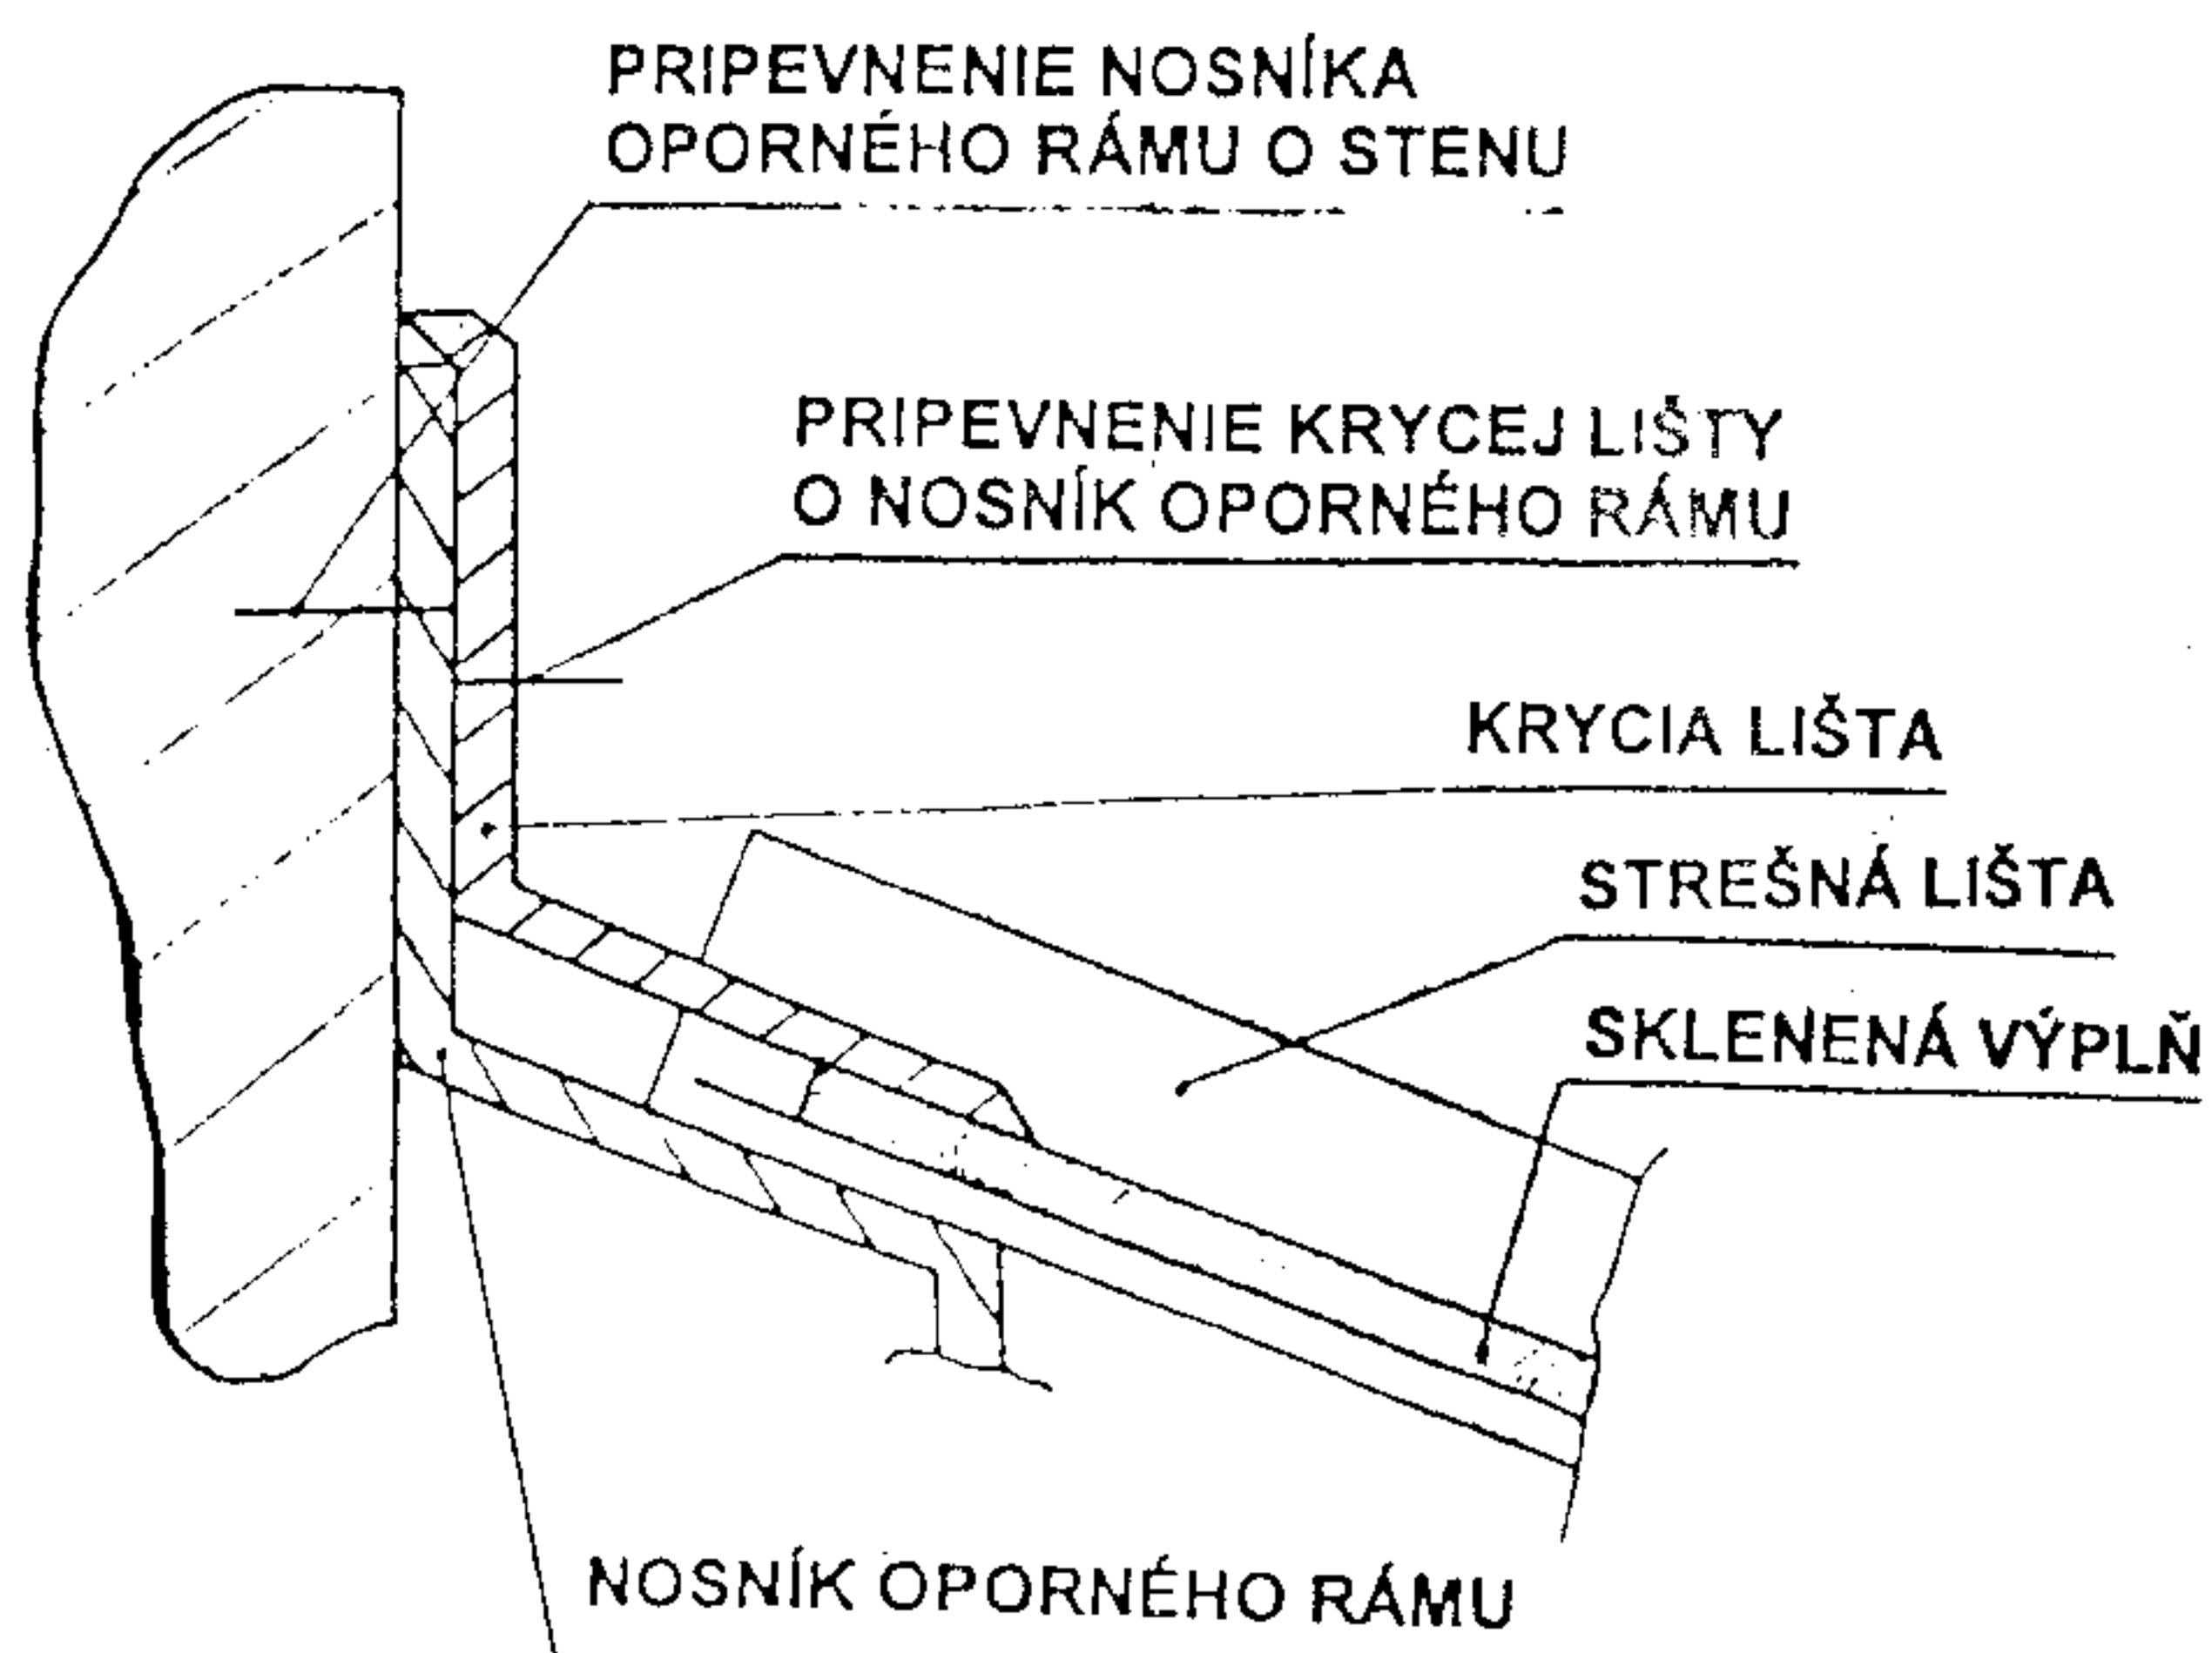 PRIPEVNENIE NOSNÍKA
OPORNÉHO RÁMU O STENU
PRIPEVNENIE KRYCEJ LIŠTY
O NOSNÍK OPORNÉHO RÁMU
KRYCIA LIŠTA
STREŠNÁ LIŠTA
SKLENENÁ VÝPLŇ
NOSNÍK OPORNÉHO RÁMU